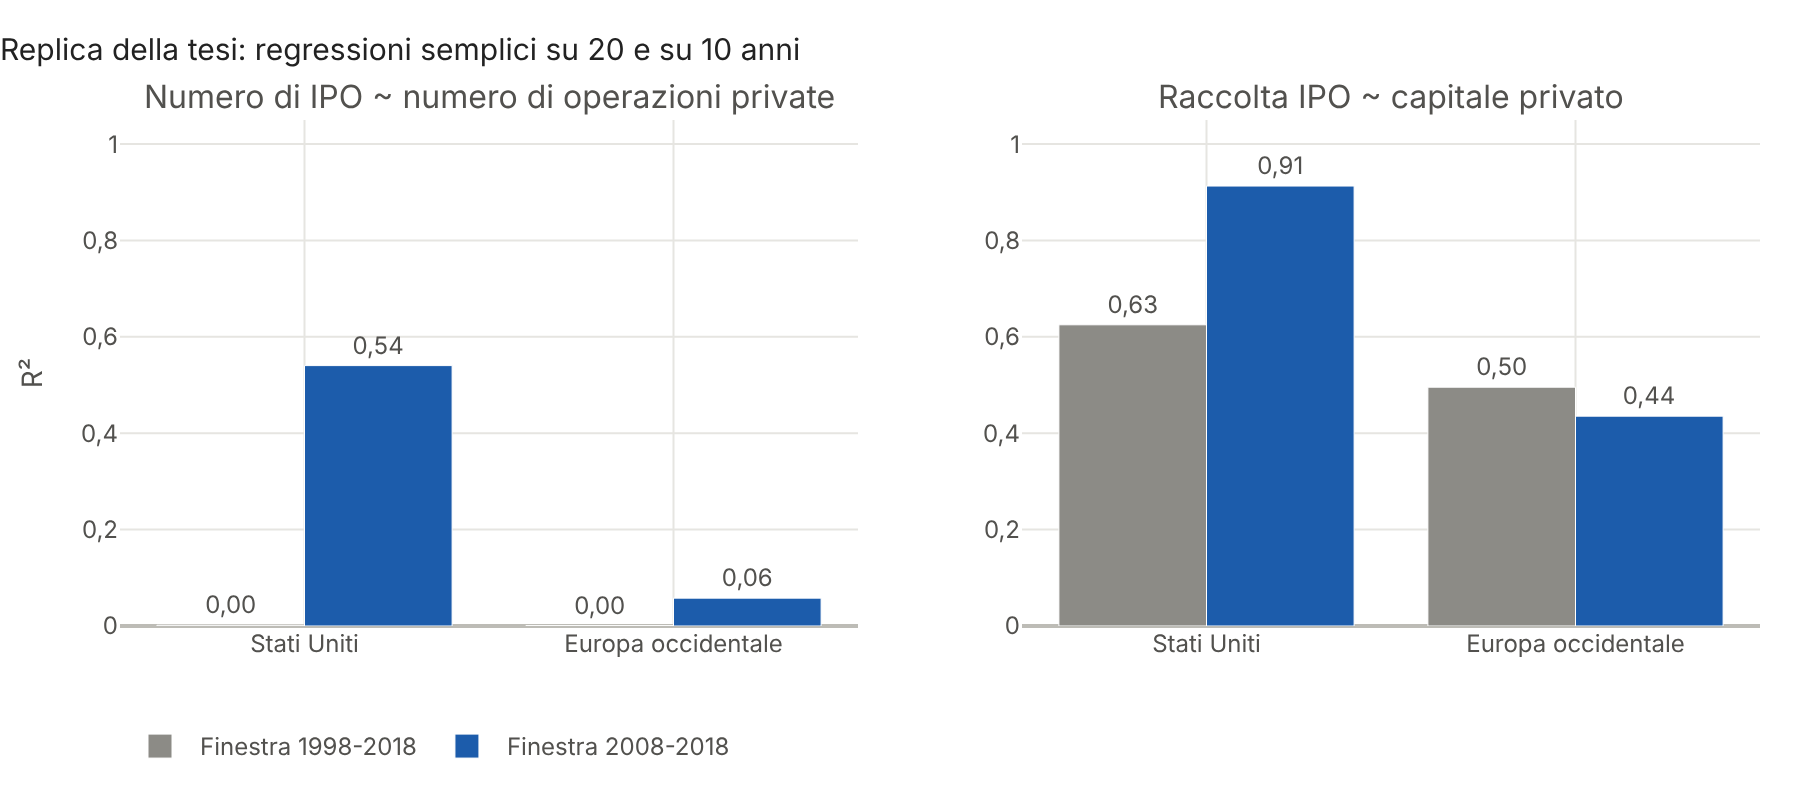 Replica della tesi: regressioni semplici su 20 e su 10 anni
Numero di IPO ~ numero di operazioni private
R²
1
0,8
0,6
0,4
0,2
0
0,00
0,54
0,00
0,06
Stati Uniti
Europa occidentale
Raccolta IPO ~ capitale privato
1
0,8
0,6
0,4
0,2
0
0,63
0,91
0,50
0,44
Stati Uniti
Europa occidentale
Finestra 1998-2018
Finestra 2008-2018